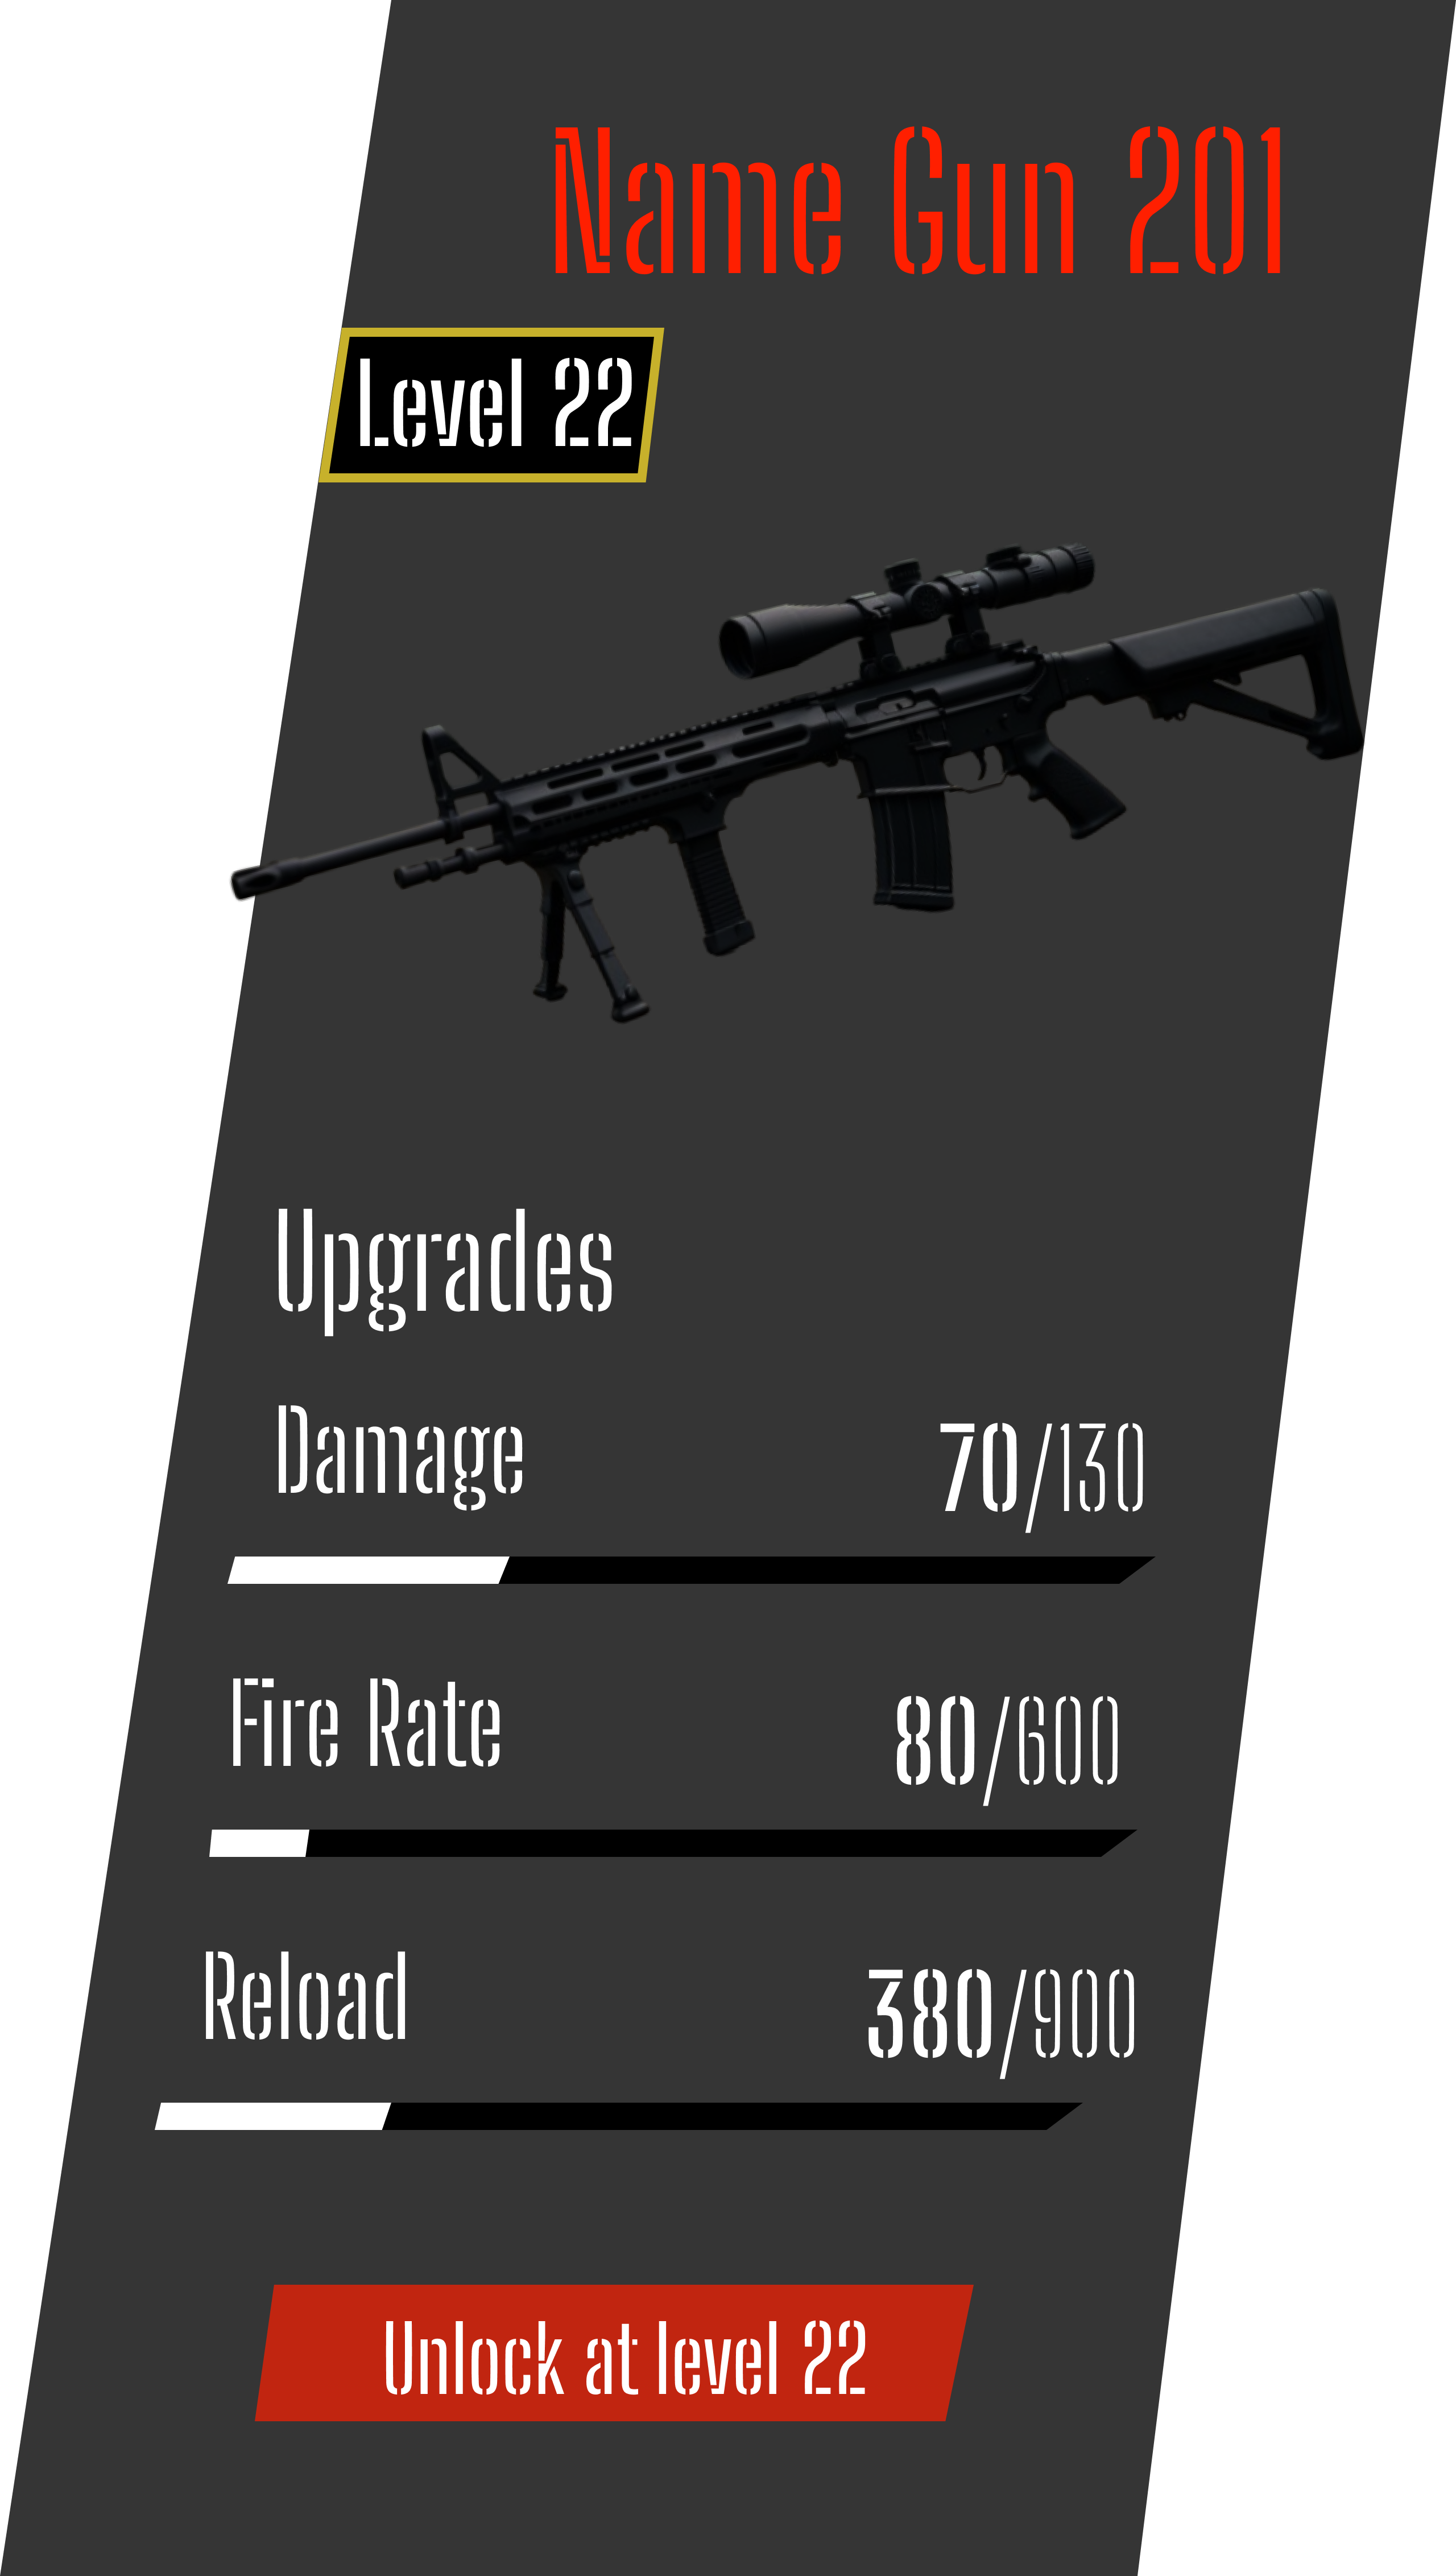 Name Gun 201
Level 22
Upgrades
Damage 70/130
Fire Rate 80/600
Reload 380/900
Unlock at level 22